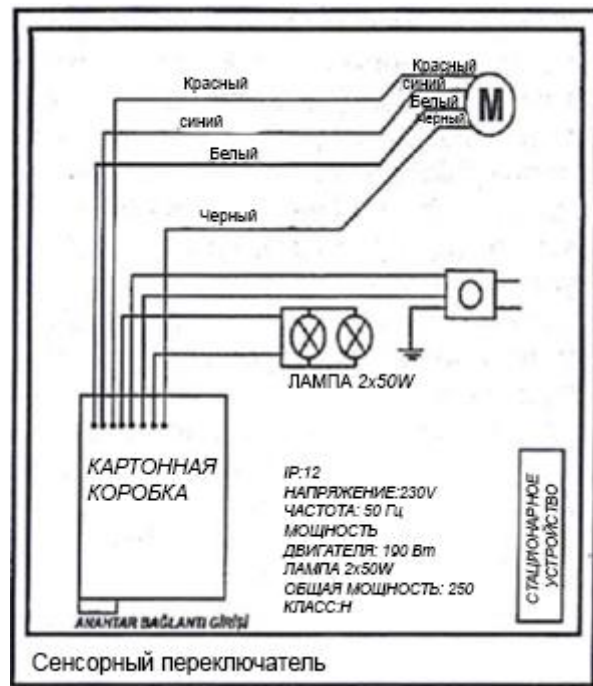 Красный
Красный
синий
синий
Белый
Белый
Черный
Черный
M
ЛАМПА 2x50W
КАРТОННАЯ
КОРОБКА
IP:12
НАПРЯЖЕНИЕ:230V
ЧАСТОТА: 50 Гц
МОЩНОСТЬ
ДВИГАТЕЛЯ: 190 Вт
ЛАМПА 2x50W
ОБЩАЯ МОЩНОСТЬ: 250
КЛАСС:Н
СТАЦИОНАРНОЕ
УСТРОЙСТВО
ANAHTAR BAĞLANTI GİRİŞİ
Сенсорный переключатель